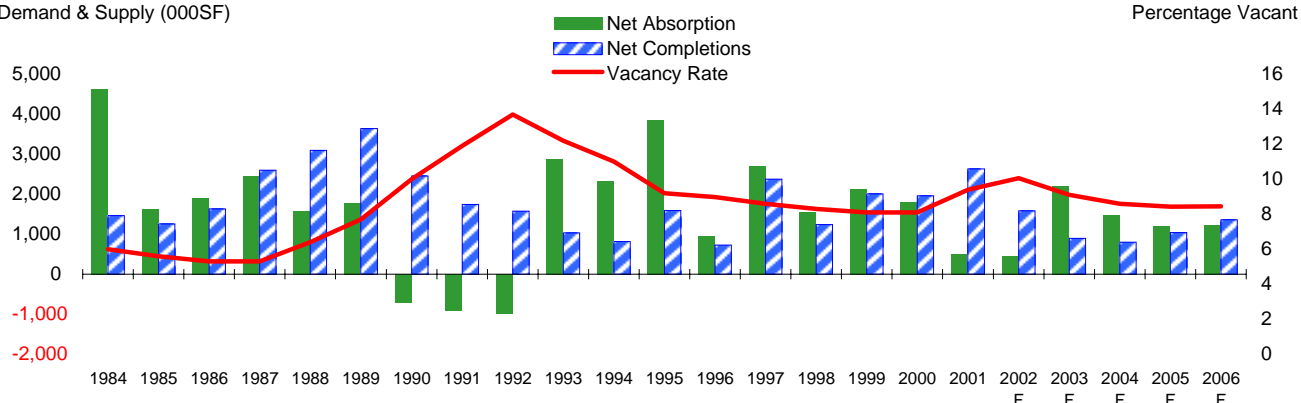 Demand & Supply (000SF)
Percentage Vacant
Net Absorption
Net Completions
Vacancy Rate
5,000
4,000
3,000
2,000
1,000
0
-1,000
-2,000
16
14
12
10
8
6
4
2
0
1984 1985 1986 1987 1988 1989 1990 1991 1992 1993 1994 1995 1996 1997 1998 1999 2000 2001 2002 2003 2004 2005 2006
F F F F F